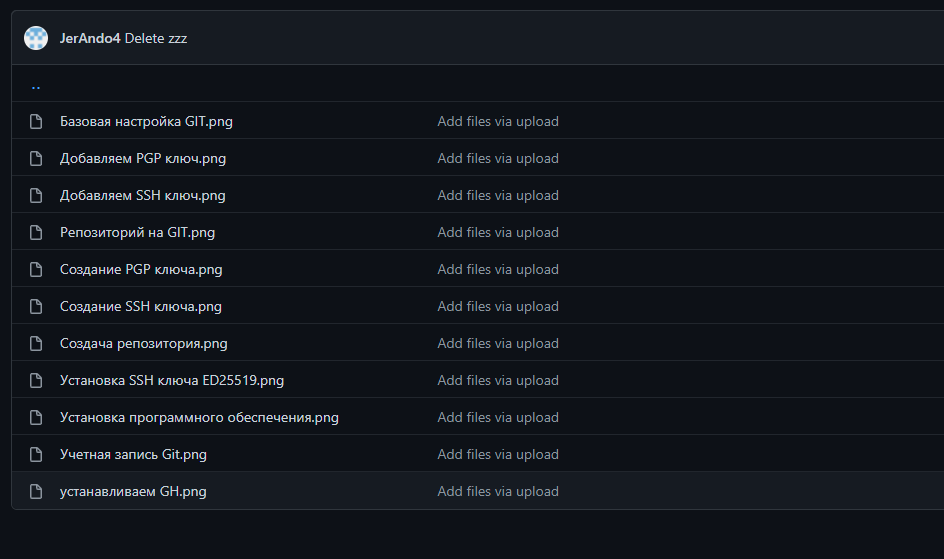 JerAndo4 Delete zzz
..
Базовая настройка GIT.png Add files via upload
Добавляем PGP ключ.png Add files via upload
Добавляем SSH ключ.png Add files via upload
Репозиторий на GIT.png Add files via upload
Создание PGP ключа.png Add files via upload
Создание SSH ключа.png Add files via upload
Создача репозитория.png Add files via upload
Установка SSH ключа ED25519.png Add files via upload
Установка программного обеспечения.png Add files via upload
Учетная запись Git.png Add files via upload
устанавливаем GH.png Add files via upload